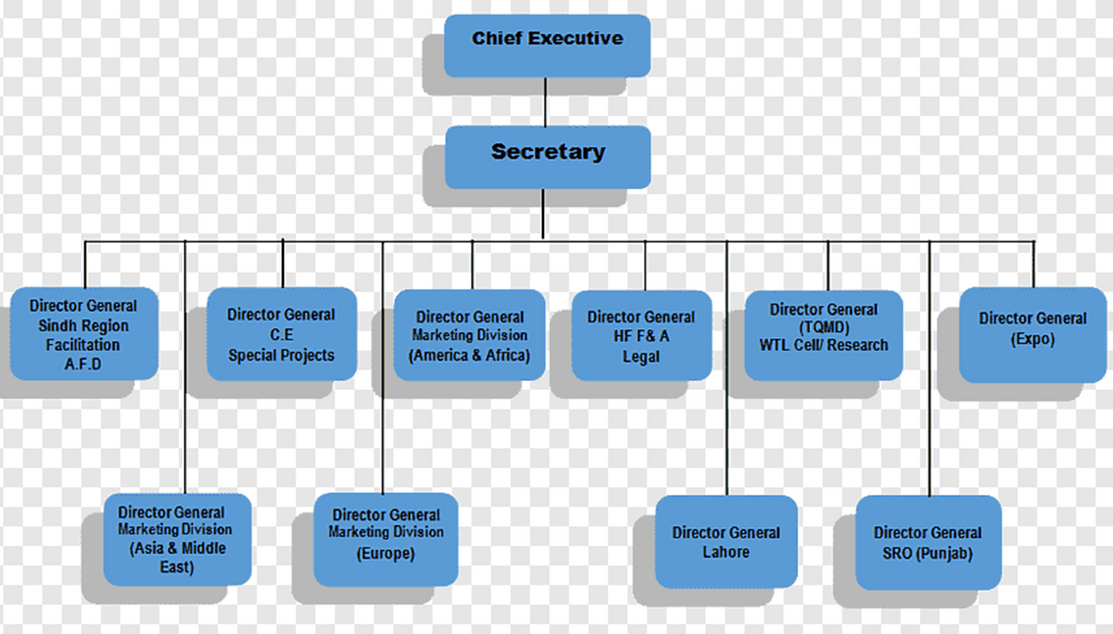 Chief Executive
Secretary
Director General
Sindh Region
Facilitation
A.F.D
Director General
C.E
Special Projects
Director General
Marketing Division
(America & Africa)
Director General
HF F& A
Legal
Director General
(TQMD)
WTL Cell/ Research
Director General
(Expo)
Director General
Marketing Division
(Asia & Middle
East)
Director General
Marketing Division
(Europe)
Director General
Lahore
Director General
SRO (Punjab)